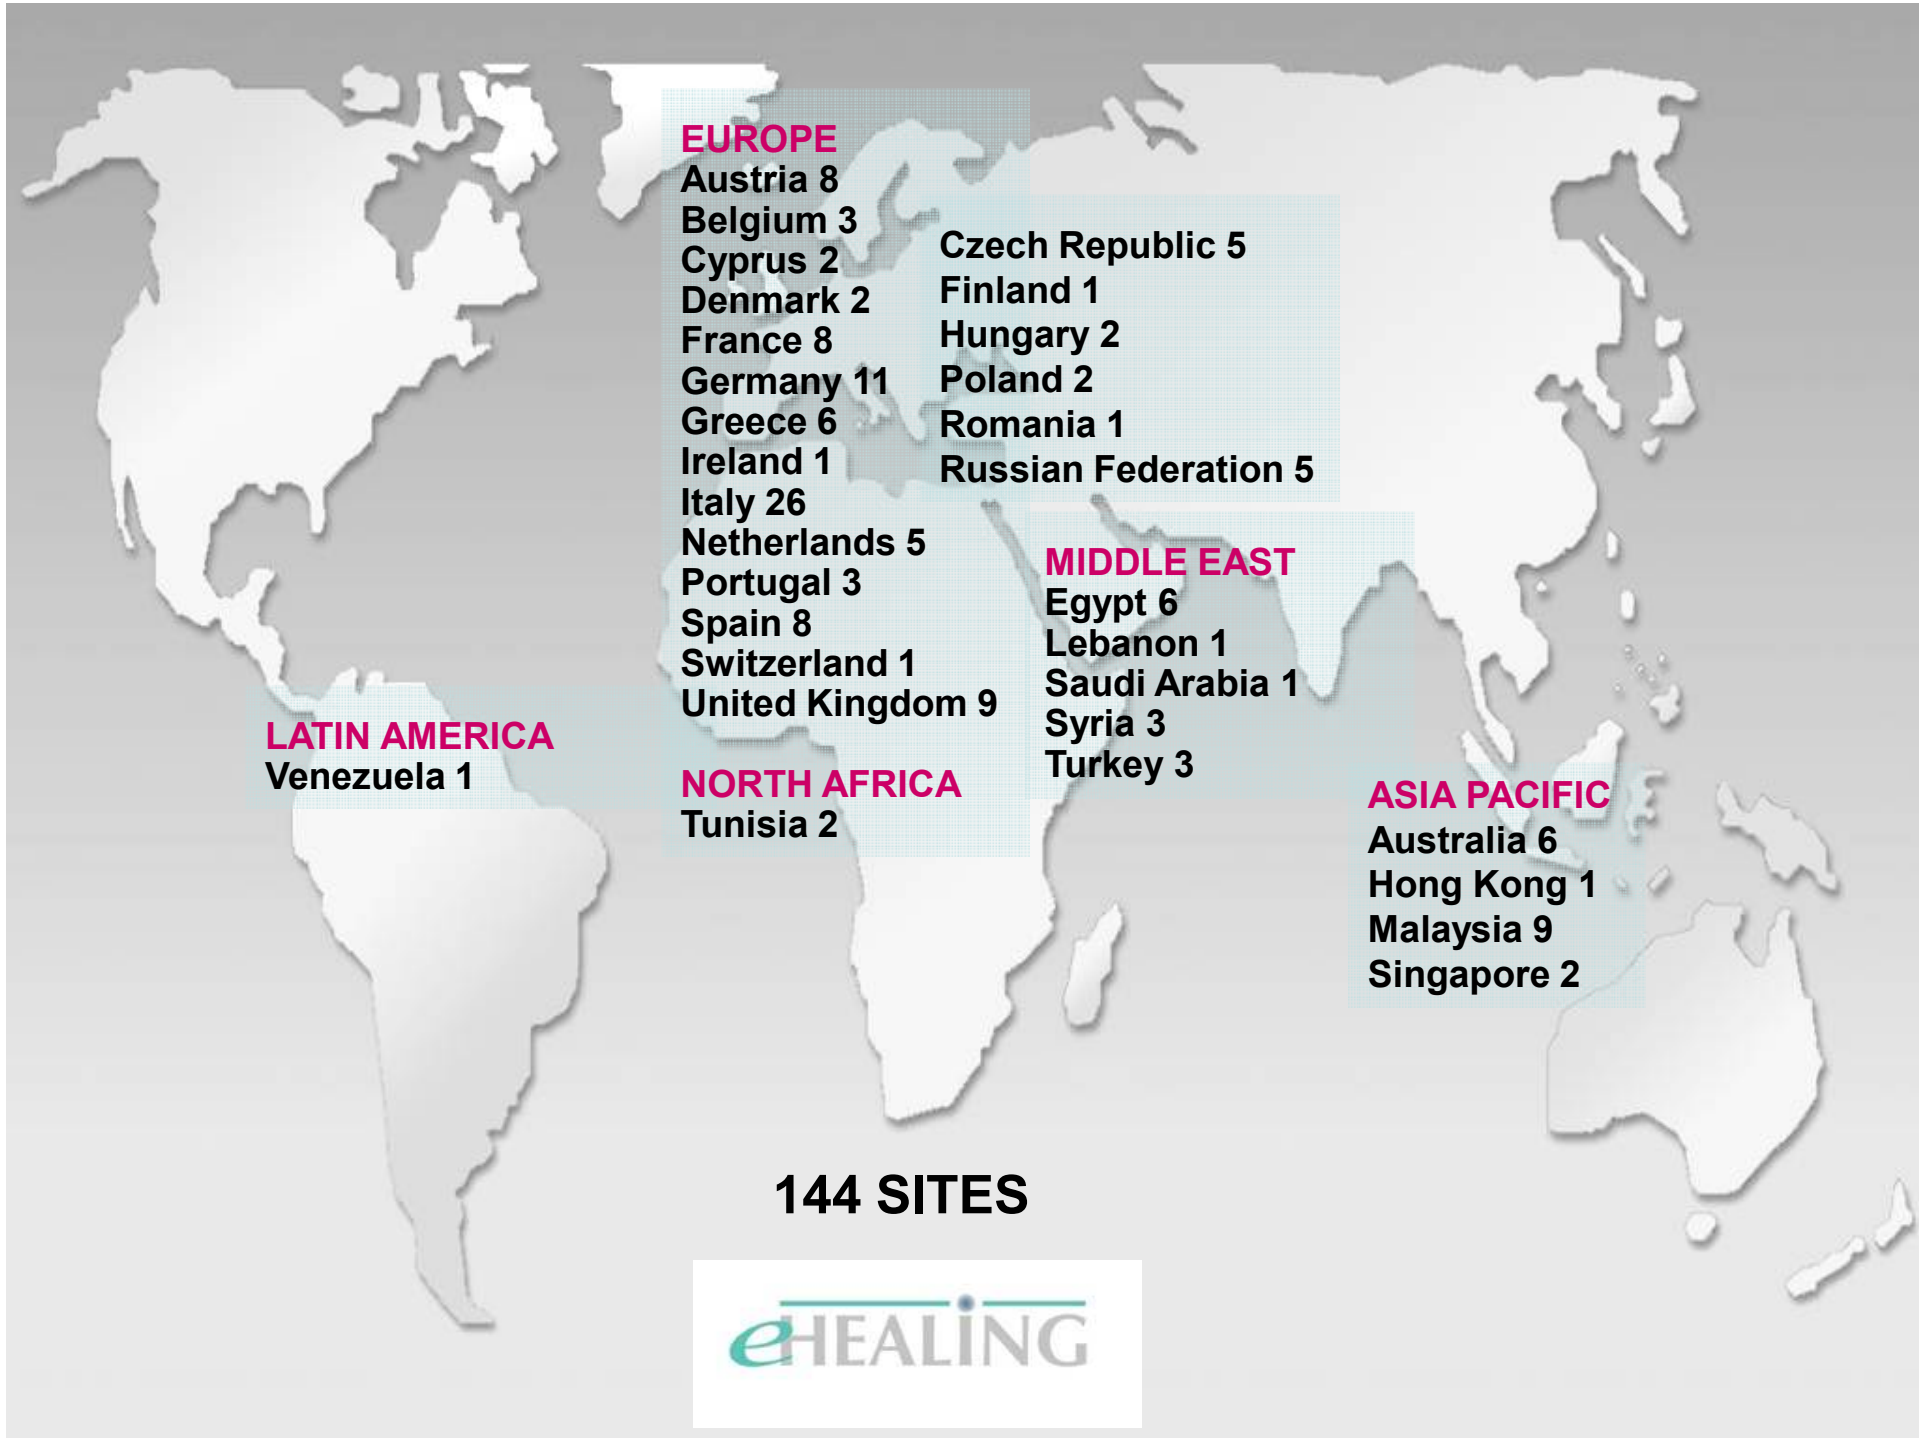 EUROPE
Austria 8
Belgium 3
Cyprus 2
Denmark 2
France 8
Germany 11
Greece 6
Ireland 1
Italy 26
Netherlands 5
Portugal 3
Spain 8
Switzerland 1
United Kingdom 9
Czech Republic 5
Finland 1
Hungary 2
Poland 2
Romania 1
Russian Federation 5
MIDDLE EAST
Egypt 6
Lebanon 1
Saudi Arabia 1
Syria 3
Turkey 3
LATIN AMERICA
Venezuela 1
NORTH AFRICA
Tunisia 2
ASIA PACIFIC
Australia 6
Hong Kong 1
Malaysia 9
Singapore 2
144 SITES
eHEALING